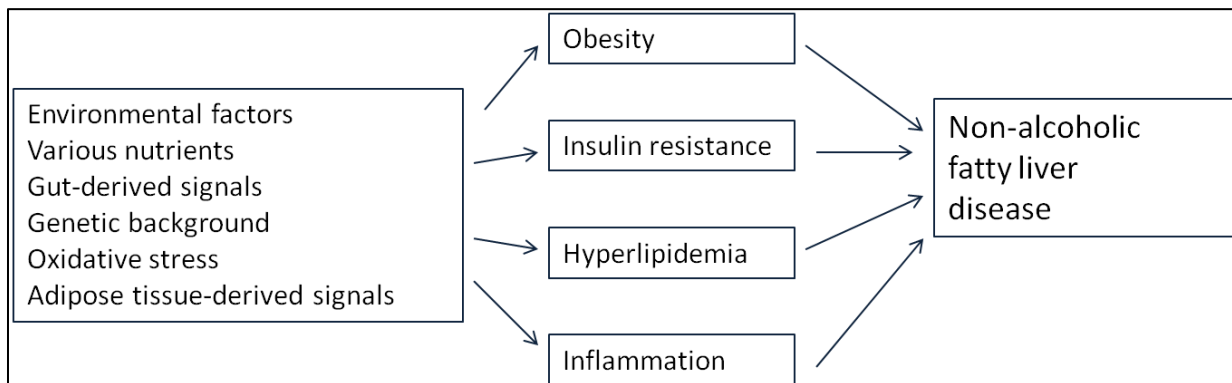 Environmental factors
Various nutrients
Gut-derived signals
Genetic background
Oxidative stress
Adipose tissue-derived signals
Obesity
Insulin resistance
Hyperlipidemia
Inflammation
Non-alcoholic
fatty liver
disease